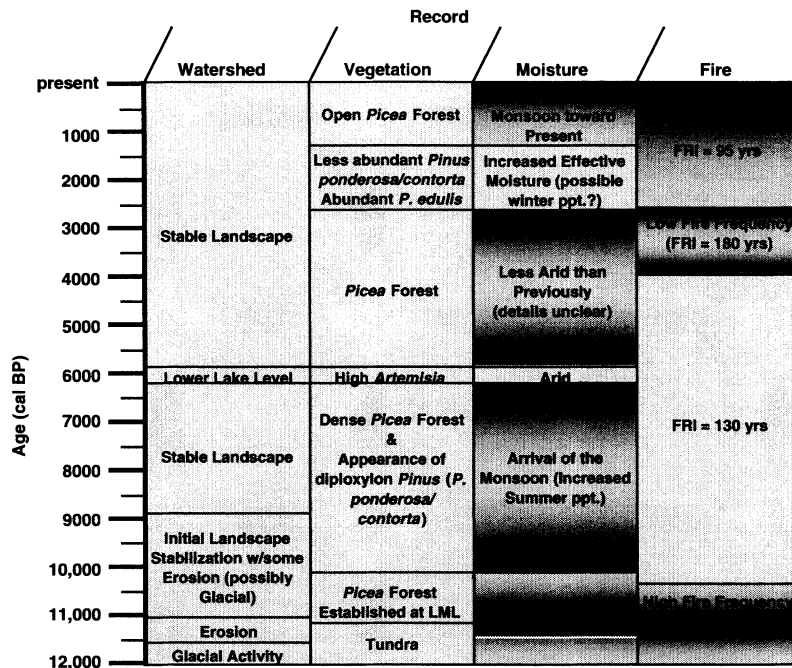 Record
Watershed
Vegetation
Moisture
Fire
Age (cal BP)
present
1000
2000
3000
4000
5000
6000
7000
8000
9000
10,000
11,000
12.000
Stable Landscape
Lower Lake Level
Stable Landscape
Initial Landscape
Stabilization w/some
Erosion (possibly
Glacial)
Erosion
Glacial Activity
Open Picea Forest
Less abundant Pinus
ponderosa/contorta
Abundant P. edulis
Picea Forest
High Artemisia
Dense Picea Forest
&
Appearance of
diploxylon Pinus (P.
ponderosa/
contorta)
Picea Forest
Established at LML
Tundra
Monsoon toward
Present
Increased Effective
Moisture (possible
winter ppt.?)
Less Arid than
Previously
(details unclear)
Arid
Arrival of the
Monsoon (Increased
Summer ppt.)
FRI = 95 yrs
Low Fire Frequency
(FRI = 180 yrs)
FRI = 130 yrs
High Fire Frequency